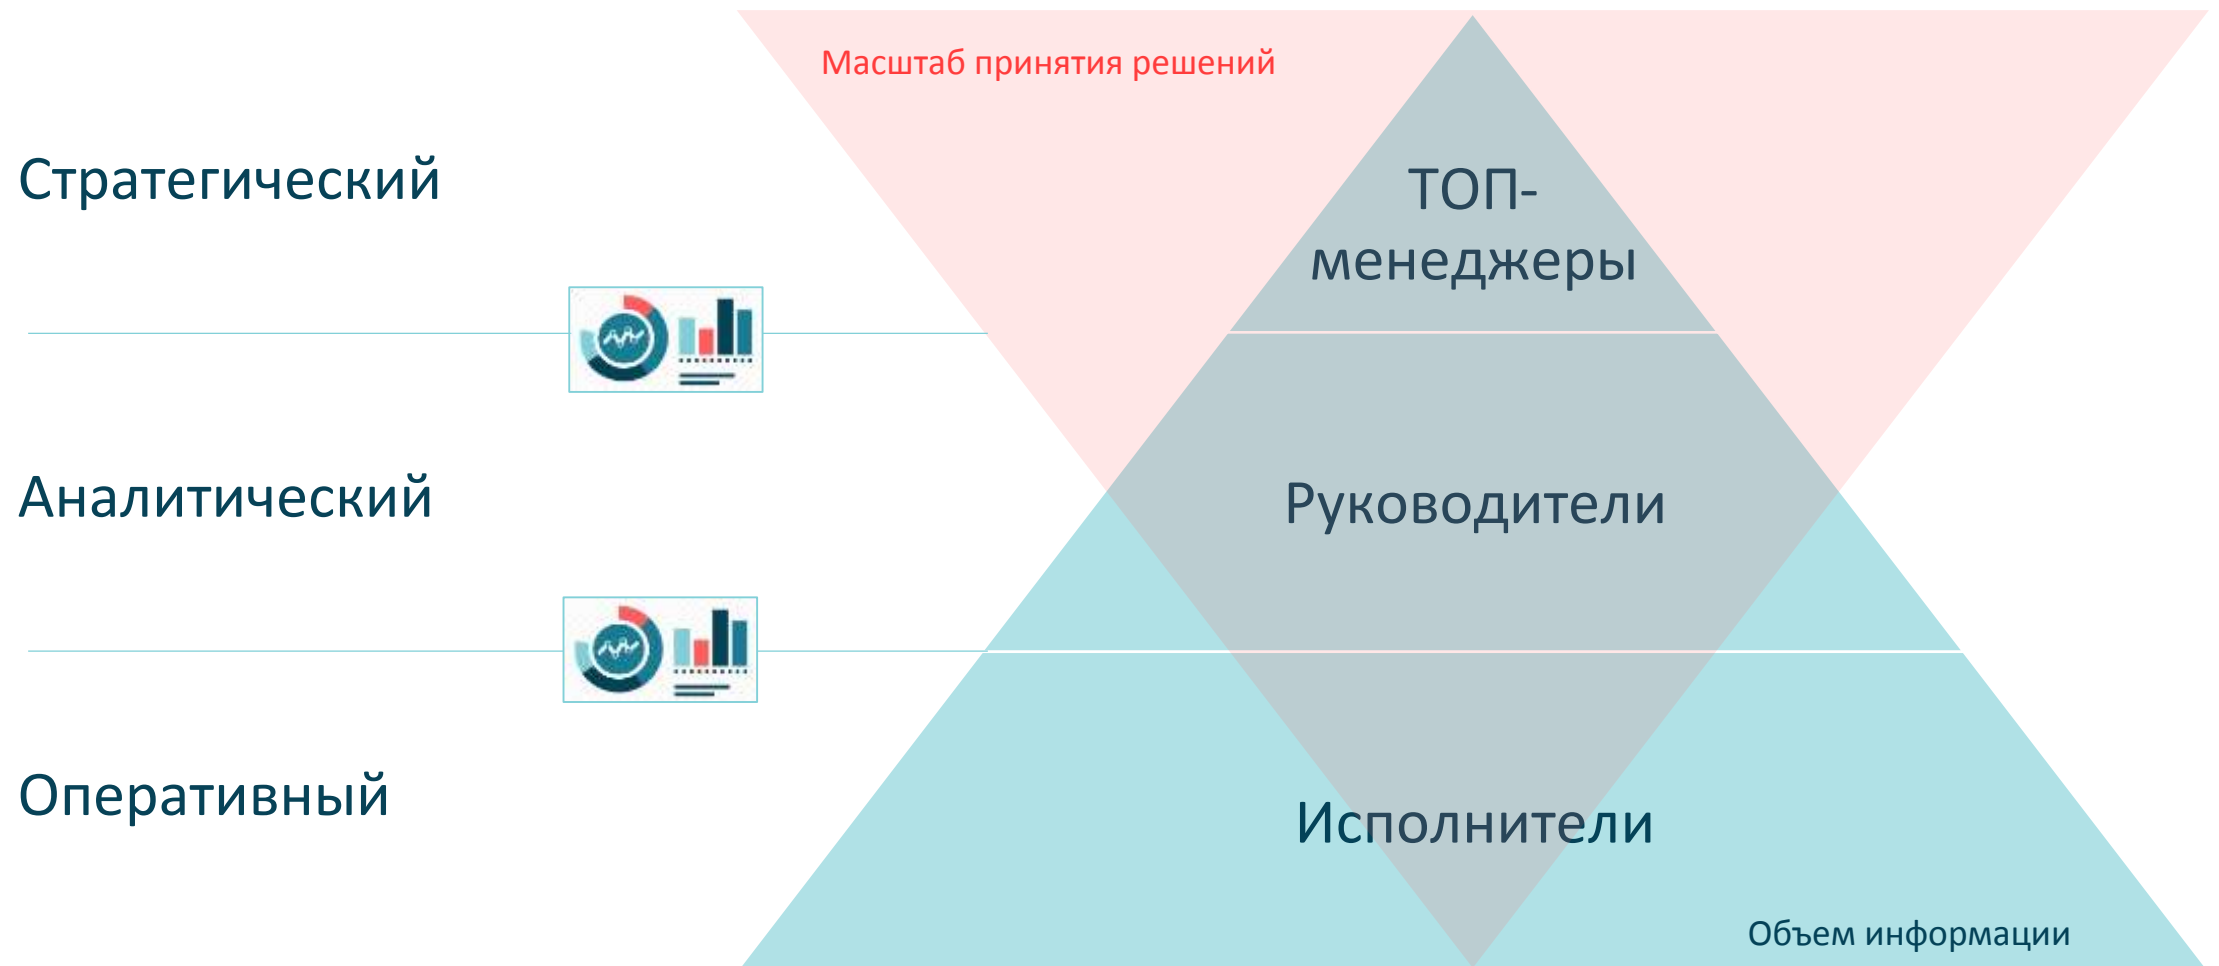 Масштаб принятия решений
Стратегический
ТОП-
менеджеры
Аналитический
Руководители
Оперативный
Исполнители
Объем информации